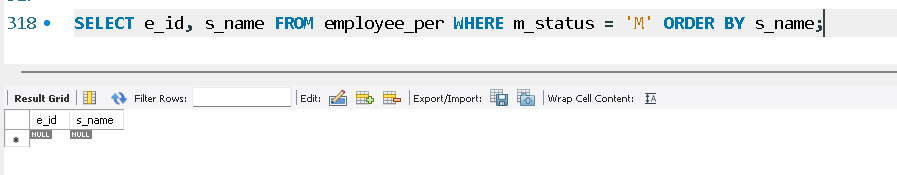 318 SELECT e_id, s_name FROM employee_per WHERE m_status = 'M' ORDER BY s_name;
Result Grid Filter Rows: Edit: Export/Import: Wrap Cell Content: IA
e_id s_name
NULL NULL